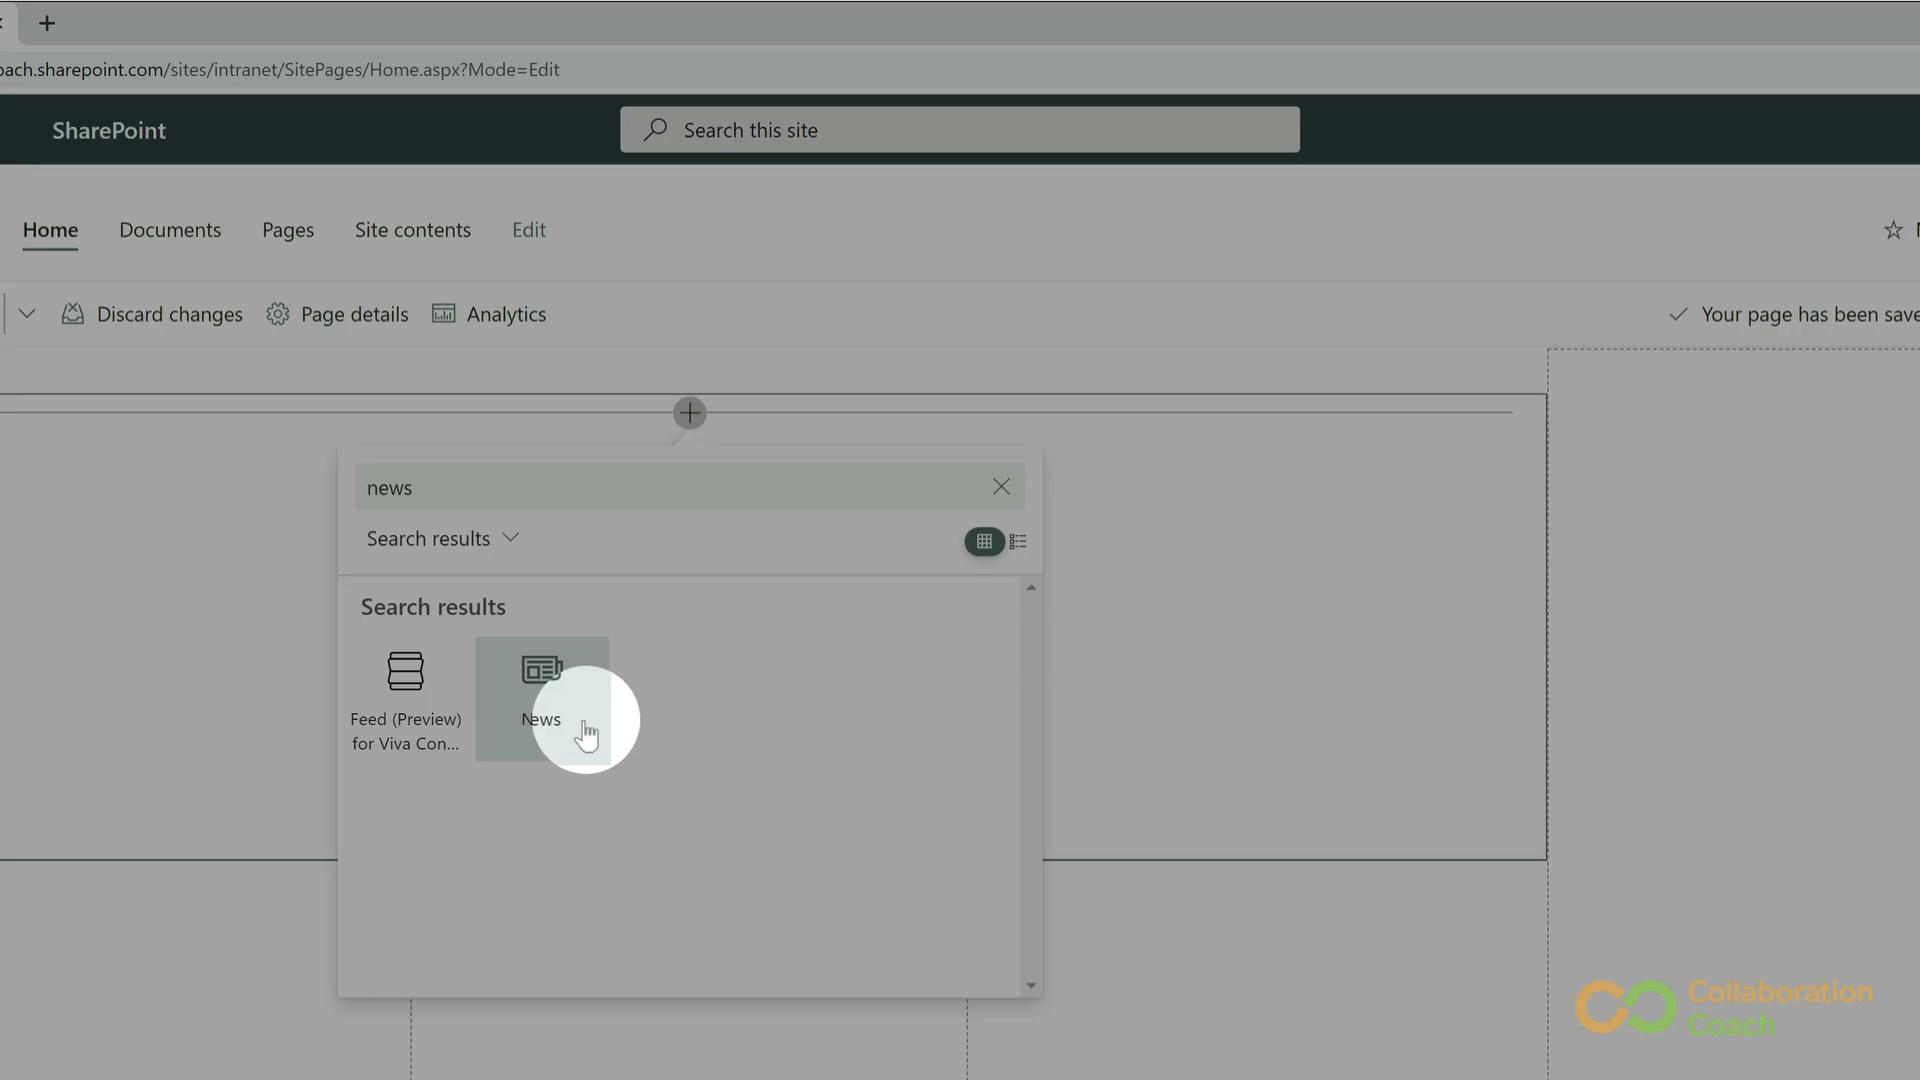 oach.sharepoint.com/sites/intranet/SitePages/Home.aspx?Mode=Edit
SharePoint
Search this site
Home
Documents
Pages
Site contents
Edit
Discard changes
Page details
Analytics
Your page has been save
news
Search results
Search results
Feed (Preview)
for Viva Con...
News
Collaboration
Coach